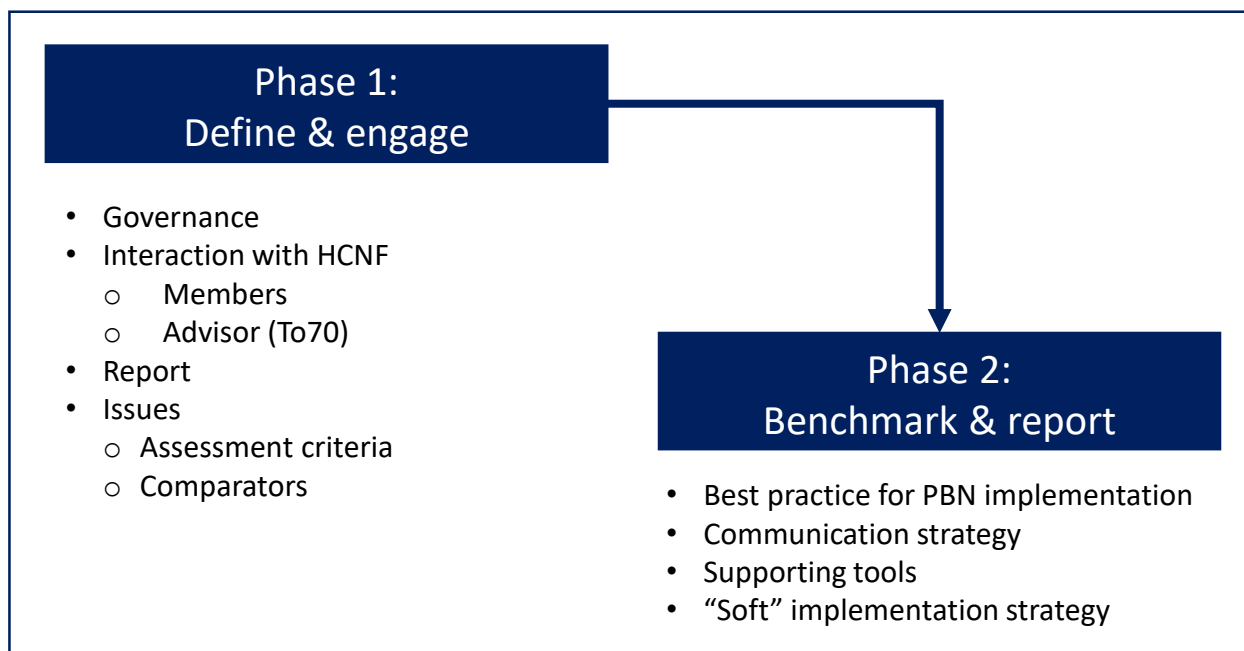 Phase 1:
Define & engage
• Governance
• Interaction with HCNF
o Members
o Advisor (To70)
• Report
• Issues
o Assessment criteria
o Comparators
Phase 2:
Benchmark & report
• Best practice for PBN implementation
• Communication strategy
• Supporting tools
• “Soft” implementation strategy